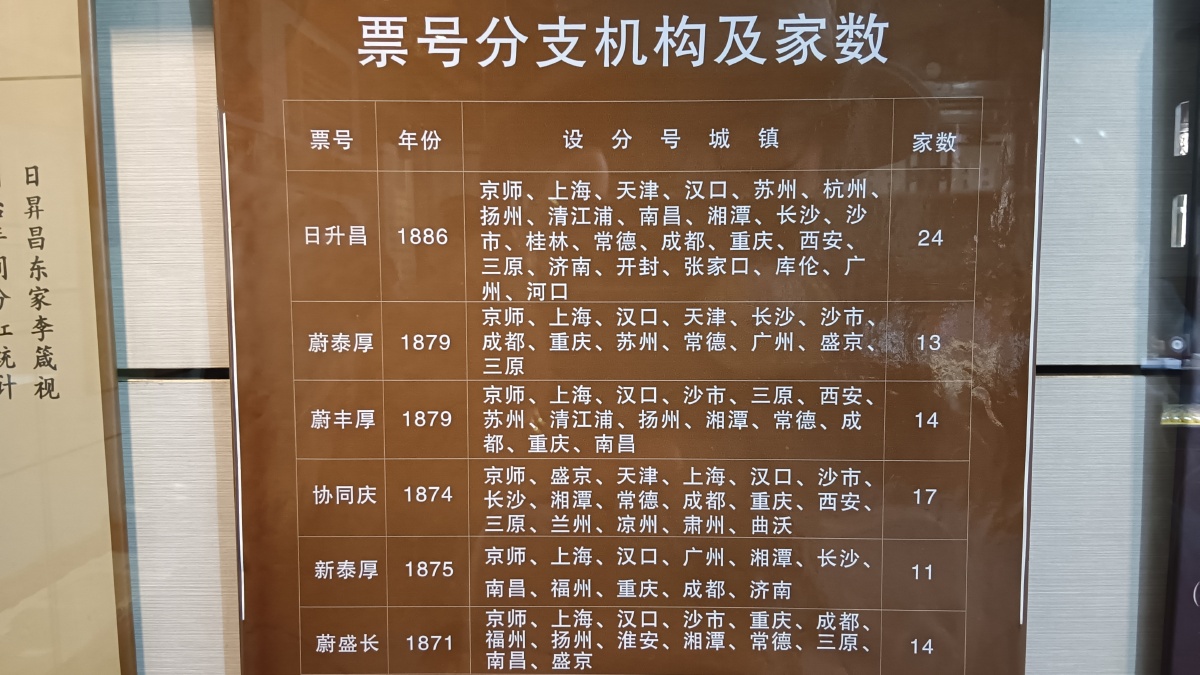 票号分支机构及家数
票号 年份 设分号城镇 家数
日升昌 1886 京师、上海、天津、汉口、苏州、杭州、
扬州、清江浦、南昌、湘潭、长沙、沙
市、桂林、常德、成都、重庆、西安、
三原、济南、开封、张家口、库伦、广
州、河口 24
蔚泰厚 1879 京师、上海、汉口、天津、长沙、沙市、
成都、重庆、苏州、常德、广州、盛京、
三原 13
蔚丰厚 1879 京师、上海、汉口、沙市、三原、西安、
苏州、清江浦、扬州、湘潭、常德、成
都、重庆、南昌 14
协同庆 1874 京师、盛京、天津、上海、汉口、沙市、
长沙、湘潭、常德、成都、重庆、西安、
三原、兰州、凉州、肃州、曲沃 17
新泰厚 1875 京师、上海、汉口、广州、湘潭、长沙、
南昌、福州、重庆、成都、济南 11
蔚盛长 1871 京师、上海、汉口、沙市、重庆、成都、
福州、扬州、淮安、湘潭、常德、三原、
南昌、盛京 14
日昇昌东家李箴视